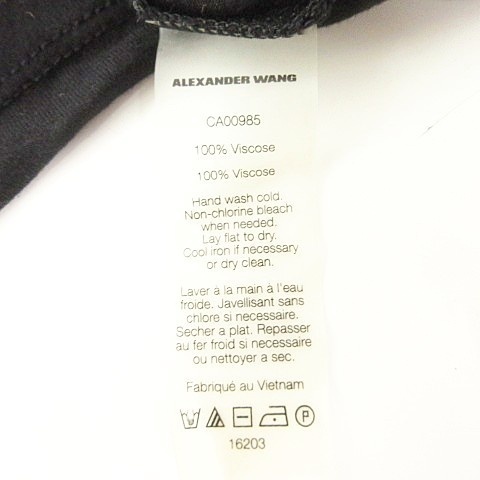 ALEXANDER WANG
CA00985
100% Viscose
100% Viscose
Hand wash cold.
Non-chlorine bleach
when needed.
Lay flat to dry.
Cool iron if necessary
or dry clean.
Laver à la main à l'eau
froide. Javellisant sans
chlore si necessaire.
Secher a plat. Repasser
au fer froid si necessaire
ou nettoyer a sec.
Fabriqué au Vietnam
P
16203